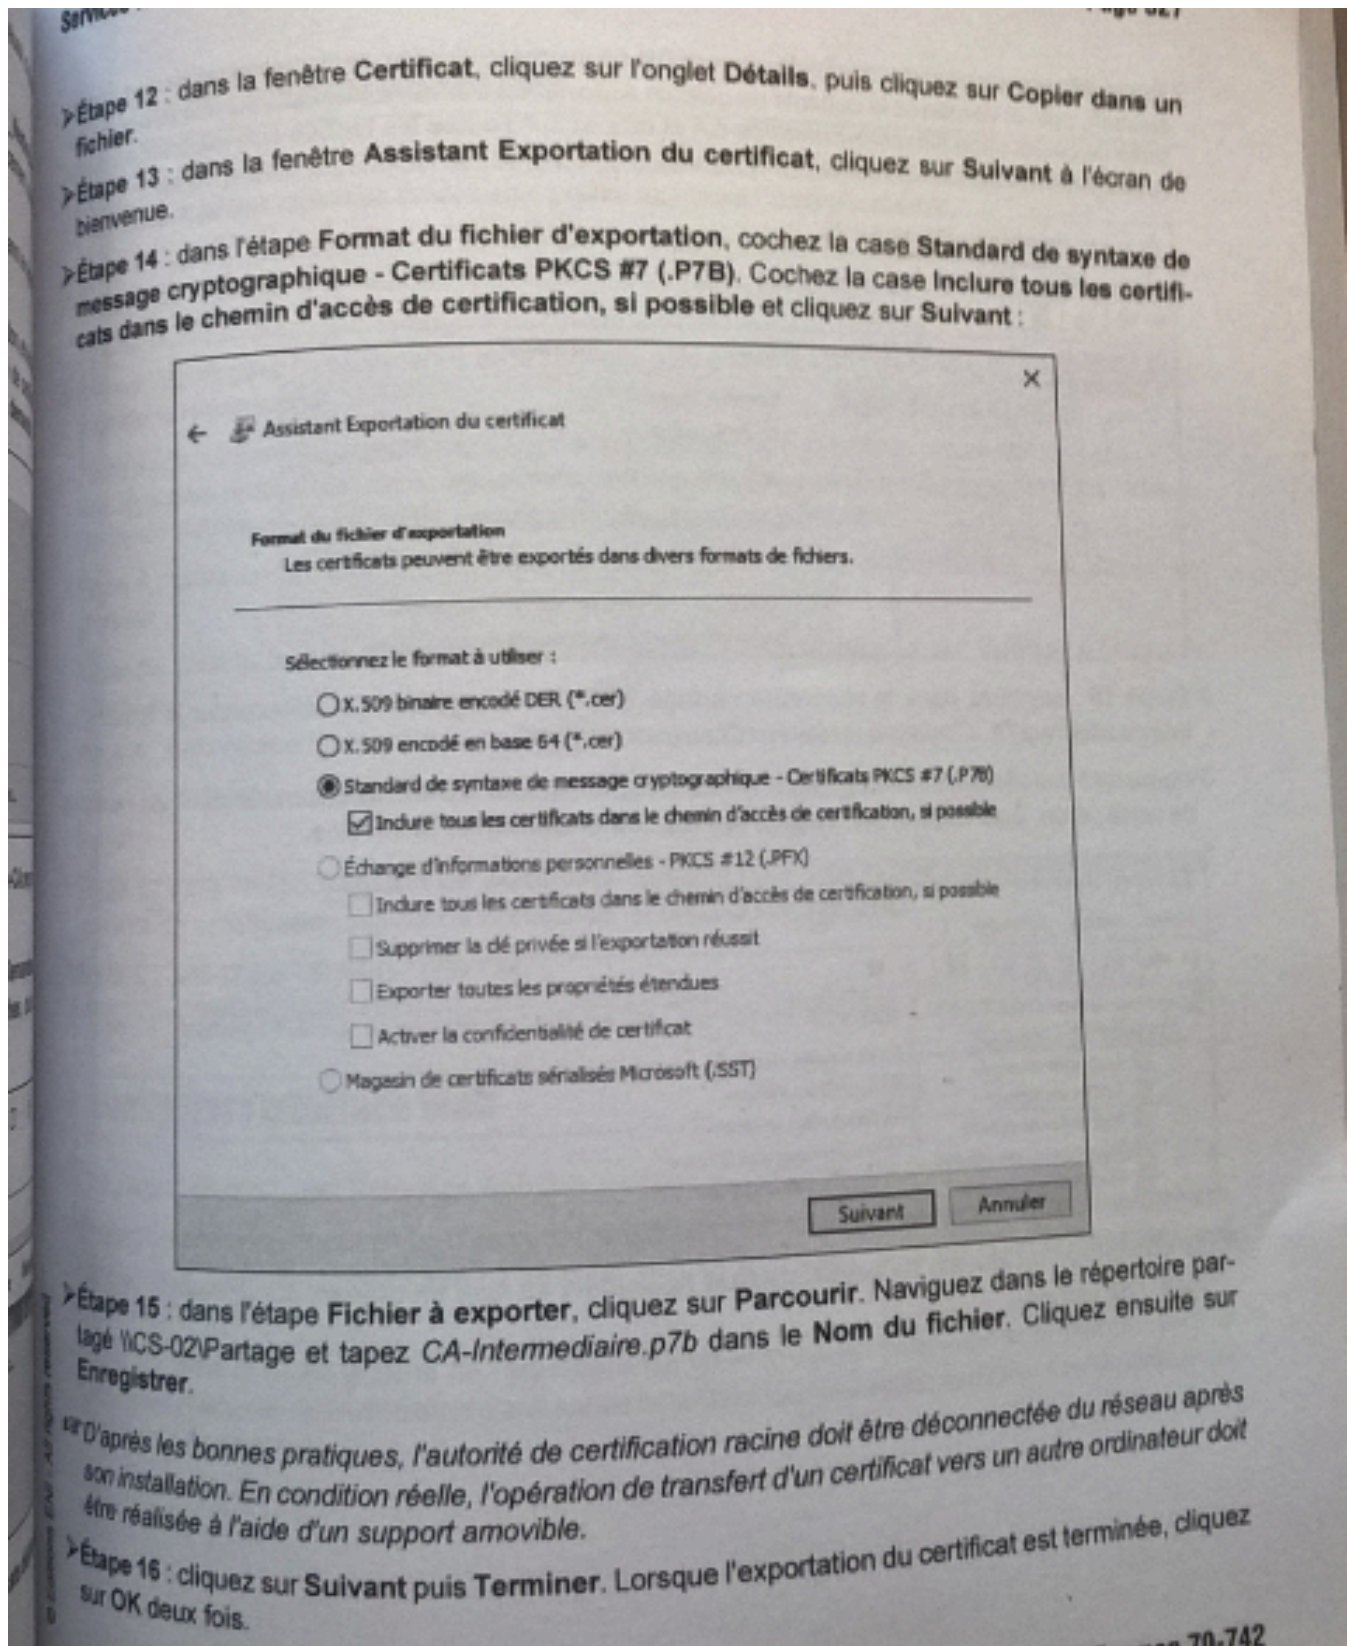 ➢Étape 12 : dans la fenêtre Certificat, cliquez sur l'onglet Détails, puis cliquez sur Copier dans un
fichier.
➢Étape 13 : dans la fenêtre Assistant Exportation du certificat, cliquez sur Suivant à l'écran de
bienvenue.
➢Étape 14 : dans l'étape Format du fichier d'exportation, cochez la case Standard de syntaxe de
message cryptographique - Certificats PKCS #7 (.P7B). Cochez la case Inclure tous les certifi-
cats dans le chemin d'accès de certification, si possible et cliquez sur Suivant :
Assistant Exportation du certificat
Format du fichier d'exportation
Les certificats peuvent être exportés dans divers formats de fichiers.
Sélectionnez le format à utiliser :
X.509 binaire encodé DER (*.cer)
X.509 encodé en base 64 (*.cer)
Standard de syntaxe de message cryptographique - Certificats PKCS #7 (.P7B)
Inclure tous les certificats dans le chemin d'accès de certification, si possible
Échange d'informations personnelles - PKCS #12 (.PFX)
Inclure tous les certificats dans le chemin d'accès de certification, si possible
Supprimer la clé privée si l'exportation réussit
Exporter toutes les propriétés étendues
Activer la confidentialité de certificat
Magasin de certificats sérialisés Microsoft (.SST)
Suivant Annuler
➢Étape 15 : dans l'étape Fichier à exporter, cliquez sur Parcourir. Naviguez dans le répertoire par-
tagé \\CS-02\Partage et tapez CA-Intermediaire.p7b dans le Nom du fichier. Cliquez ensuite sur
Enregistrer.
D'après les bonnes pratiques, l'autorité de certification racine doit être déconnectée du réseau après
son installation. En condition réelle, l'opération de transfert d'un certificat vers un autre ordinateur doit
être réalisée à l'aide d'un support amovible.
➢Étape 16 : cliquez sur Suivant puis Terminer. Lorsque l'exportation du certificat est terminée, cliquez
sur OK deux fois.
© Editions ENI - All rights reserved
70-742